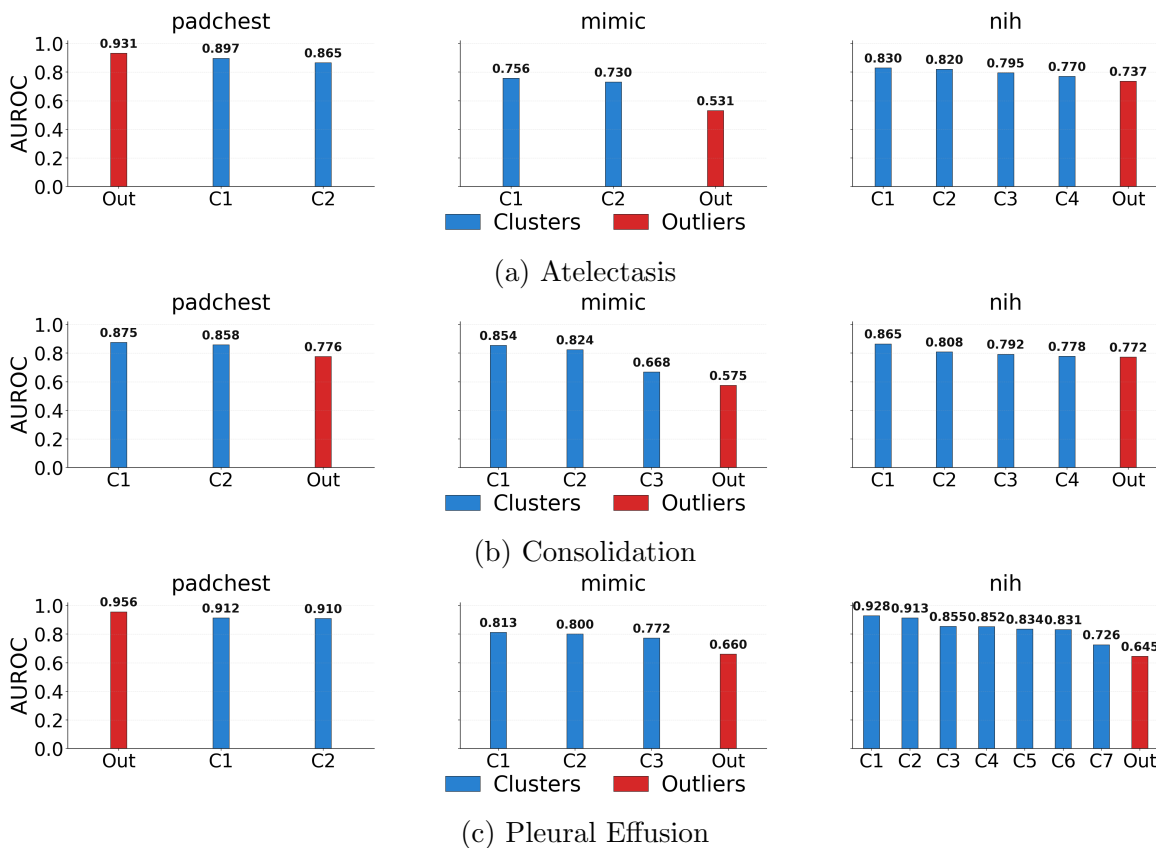 padchest
mimic
nih
AUROC
1.0
0.8
0.6
0.4
0.2
0.0
0.931 0.897 0.865
Out C1 C2
0.756 0.730 0.531
C1 C2 Out
0.830 0.820 0.795 0.770 0.737
C1 C2 C3 C4 Out
Clusters Outliers
(a) Atelectasis
padchest
mimic
nih
AUROC
1.0
0.8
0.6
0.4
0.2
0.0
0.875 0.858 0.776
C1 C2 Out
0.854 0.824 0.668 0.575
C1 C2 C3 Out
0.865 0.808 0.792 0.778 0.772
C1 C2 C3 C4 Out
Clusters Outliers
(b) Consolidation
padchest
mimic
nih
AUROC
1.0
0.8
0.6
0.4
0.2
0.0
0.956 0.912 0.910
Out C1 C2
0.813 0.800 0.772 0.660
C1 C2 C3 Out
0.928 0.913 0.855 0.852 0.834 0.831 0.726 0.645
C1 C2 C3 C4 C5 C6 C7 Out
Clusters Outliers
(c) Pleural Effusion